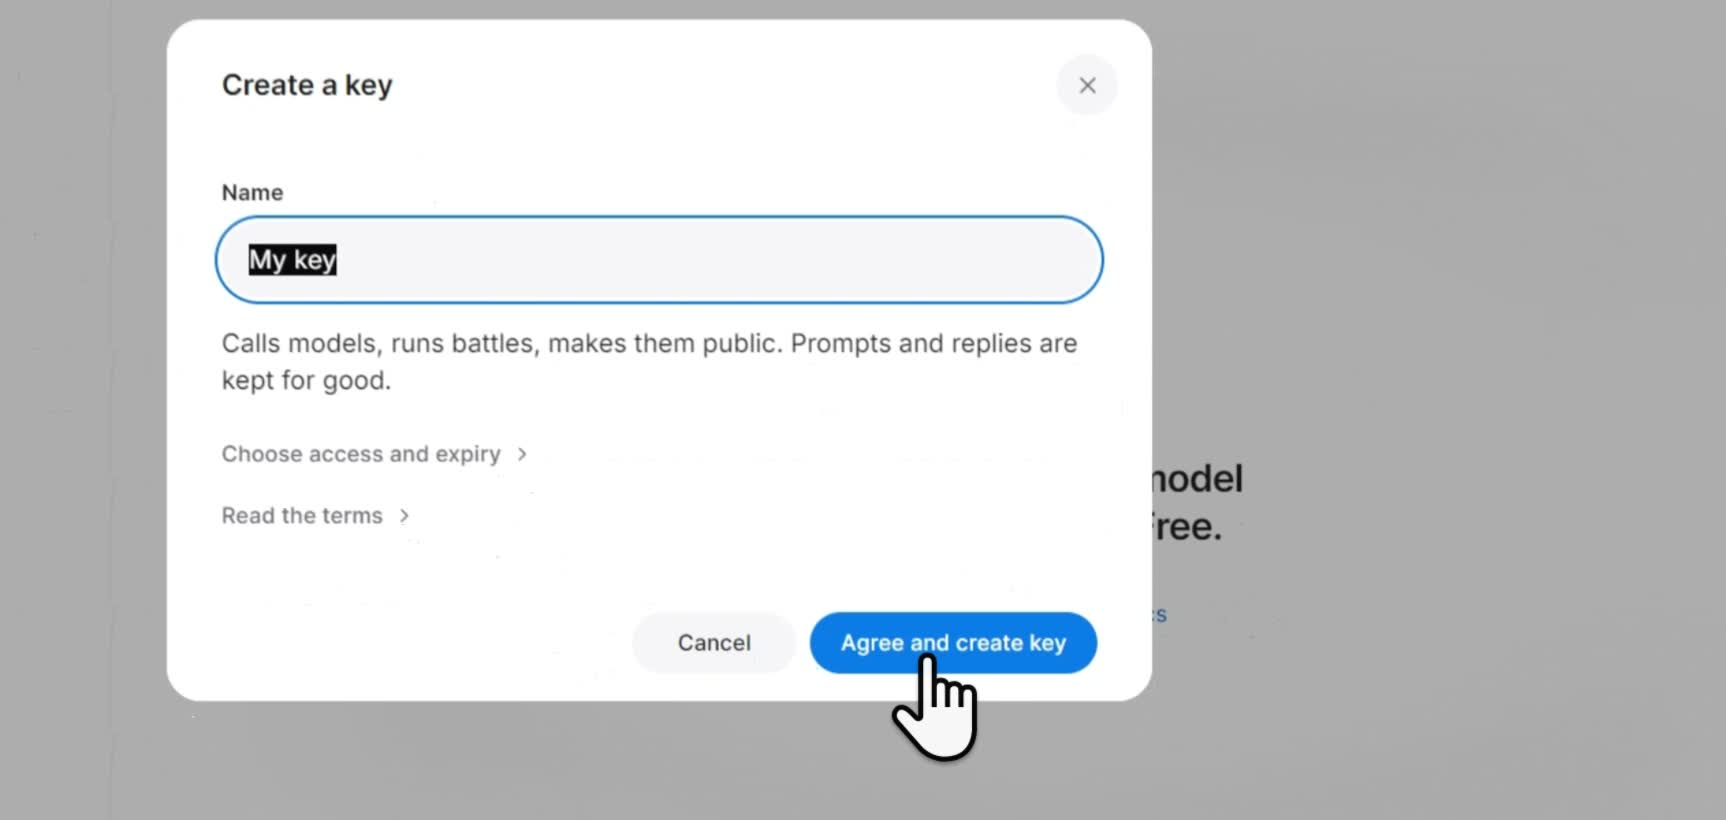 Create a key
Name
My key
Calls models, runs battles, makes them public. Prompts and replies are
kept for good.
Choose access and expiry
Read the terms
Cancel
Agree and create key